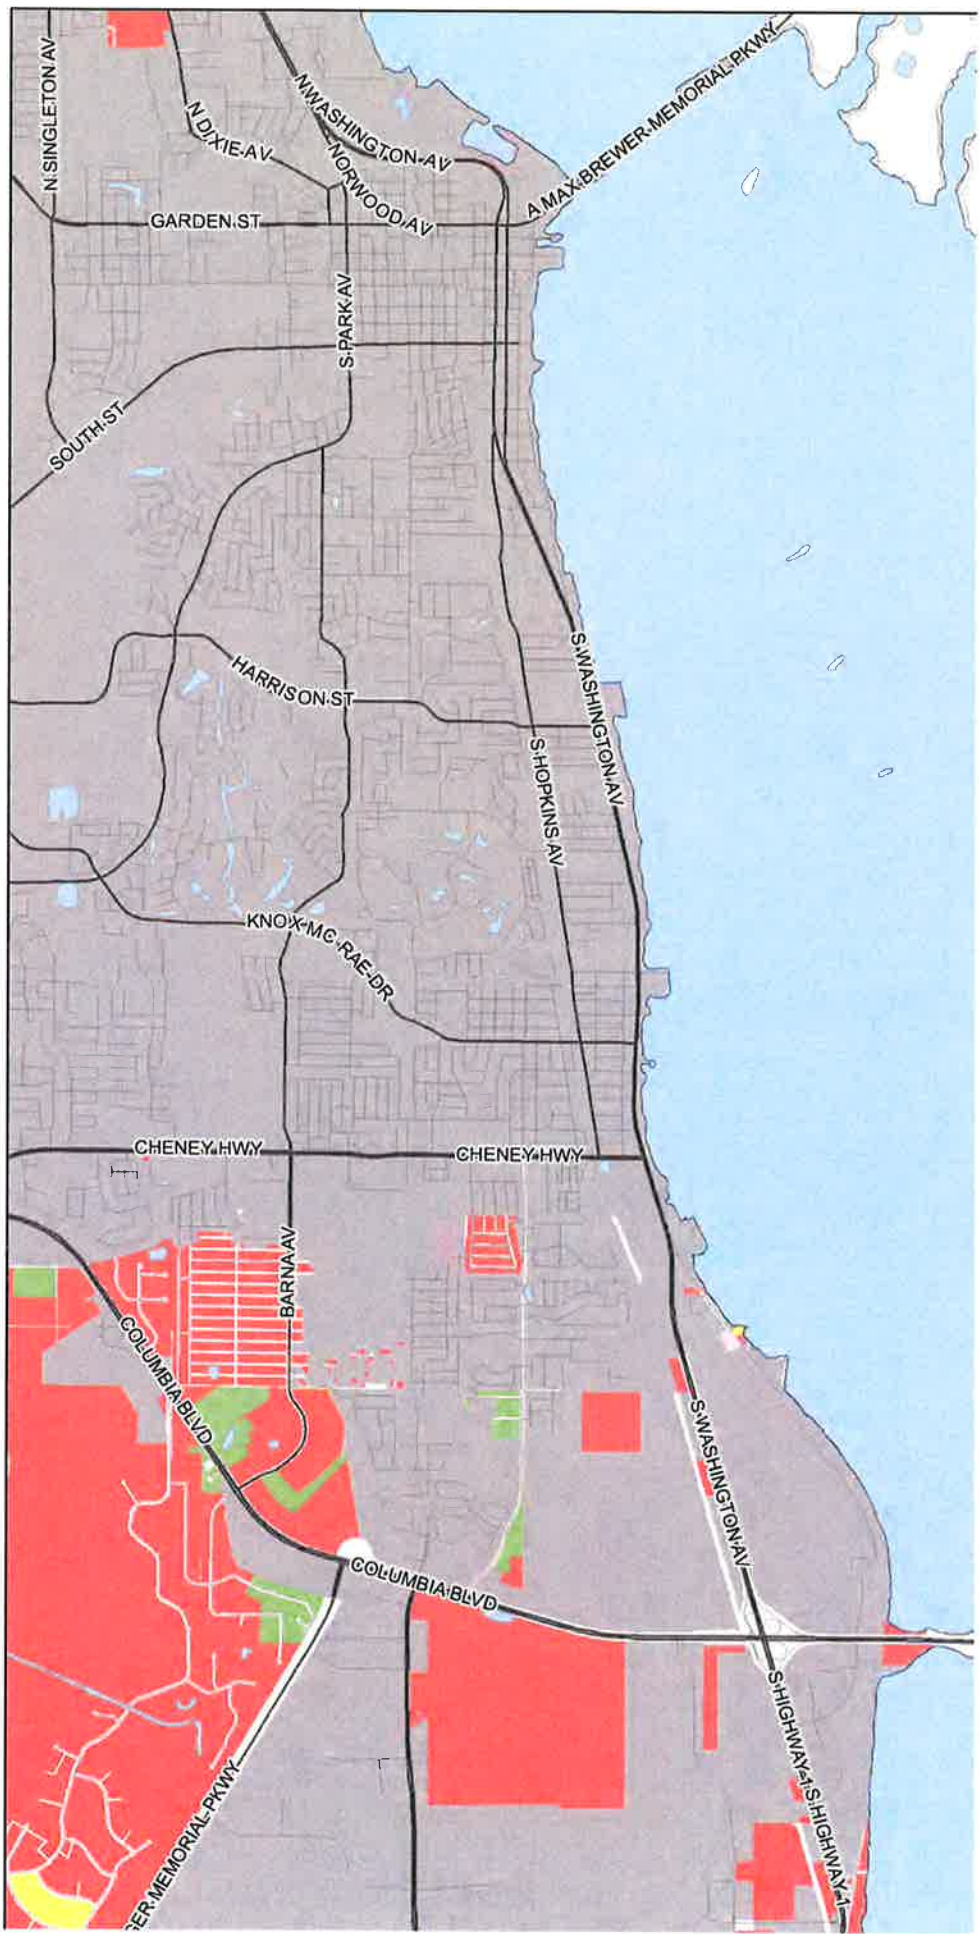 N SINGLETON AV
N DIXIE AV
N WASHINGTON AV
NORWOOD AV
A MAX BREWER MEMORIAL PKWY
GARDEN ST
S PARK AV
SOUTH ST
HARRISON ST
S WASHINGTON AV
S HOPKINS AV
KNOX MC RAE DR
CHENEY HWY
CHENEY HWY
BARNA AV
COLUMBIA BLVD
S WASHINGTON AV
COLUMBIA BLVD
S HIGHWAY 1
S HIGHWAY 1
GER MEMORIAL PKWY